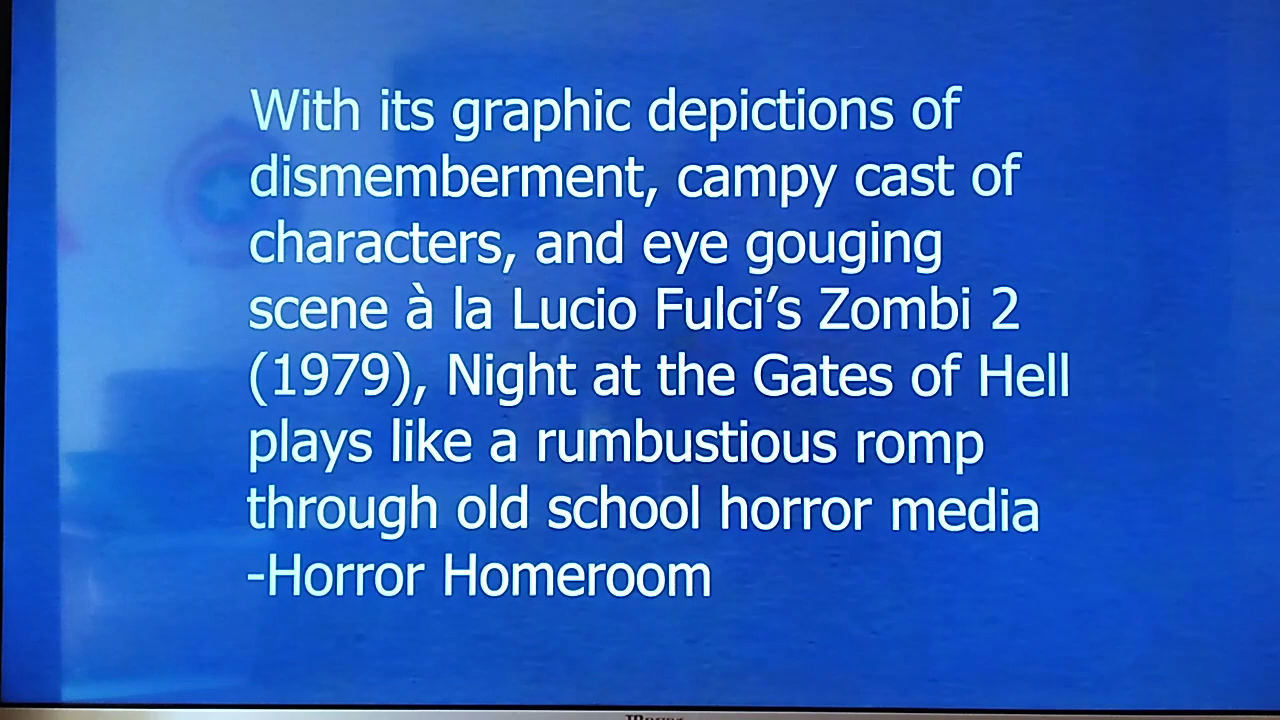 With its graphic depictions of
dismemberment, campy cast of
characters, and eye gouging
scene à la Lucio Fulci’s Zombi 2
(1979), Night at the Gates of Hell
plays like a rumbustious romp
through old school horror media
-Horror Homeroom